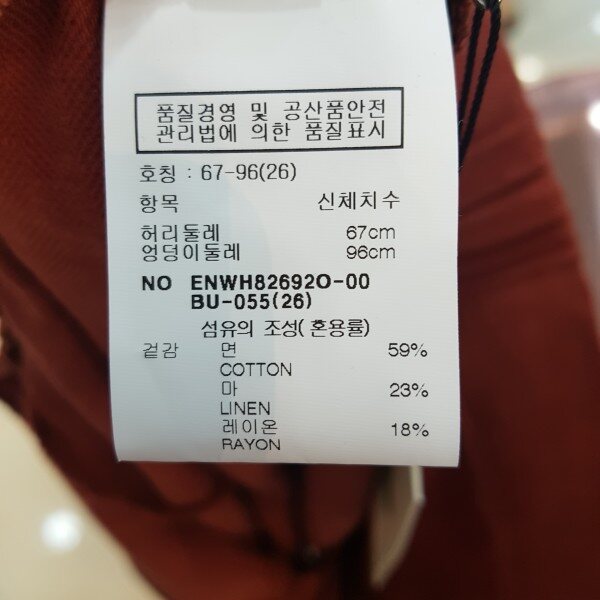 품질경영 및 공산품안전
관리법에 의한 품질표시
호칭 : 67-96(26)
항목 신체치수
허리둘레 67cm
엉덩이둘레 96cm
NO ENWH82692O-00
BU-055(26)
섬유의 조성( 혼용률)
겉감 면 59%
COTTON
마 23%
LINEN
레이온 18%
RAYON